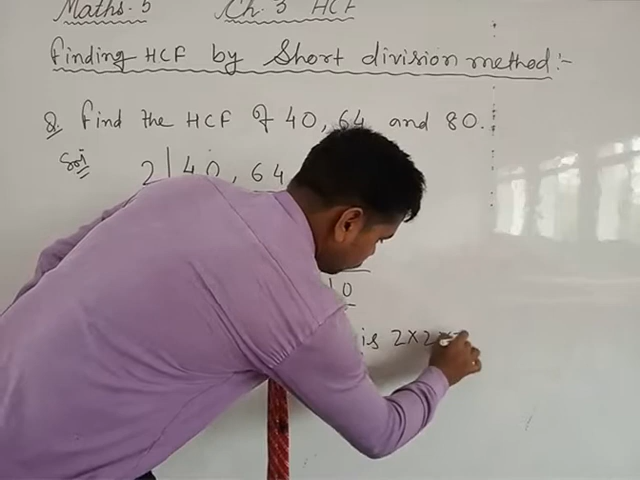 Maths-5 Ch. 3 HCF
Finding HCF by Short division method :-
Q. Find the HCF of 40, 64 and 80.
Sol 2 40, 64
10
is 2×2×